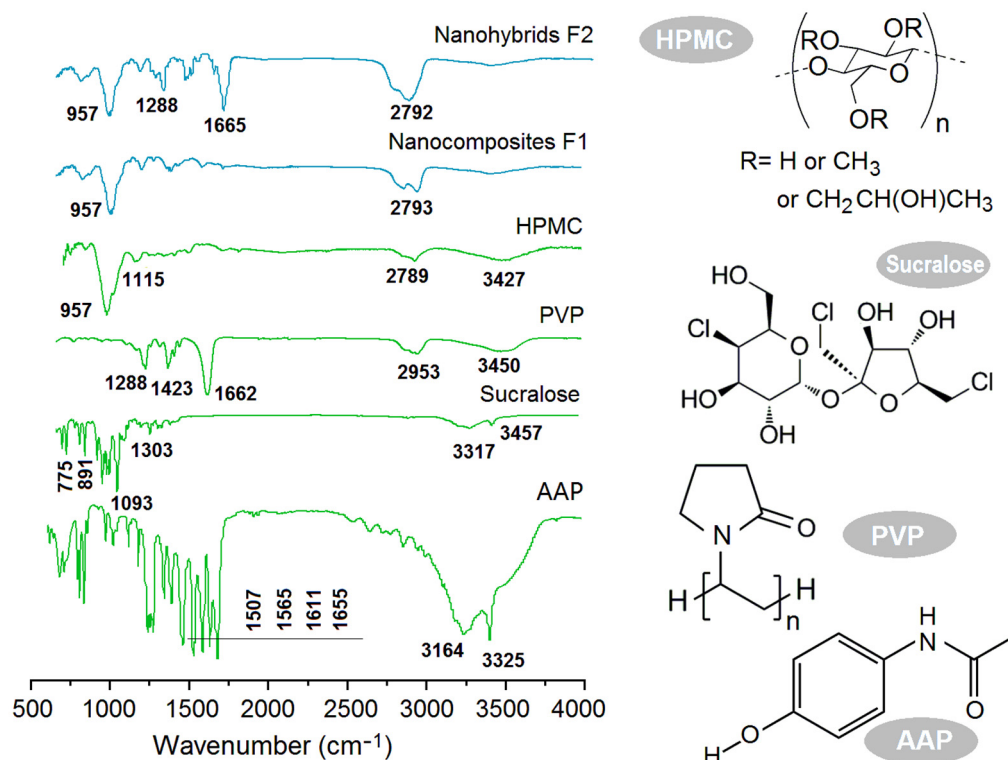 Nanohybrids F2
957
1288
1665
2792
Nanocomposites F1
957
2793
HPMC
957
1115
2789
3427
PVP
1288
1423
1662
2953
3450
Sucralose
775
891
1093
1303
3317
3457
AAP
1507
1565
1611
1655
3164
3325
500 1000 1500 2000 2500 3000 3500 4000
Wavenumber (cm⁻¹)
HPMC
RO
OR
O
O
O
OR
n
R= H or CH₃
or CH₂CH(OH)CH₃
Sucralose
HO
Cl
Cl
OH
OH
O
HO
OH
O
O
Cl
PVP
N
O
H
H
n
AAP
H
N
O
H
O